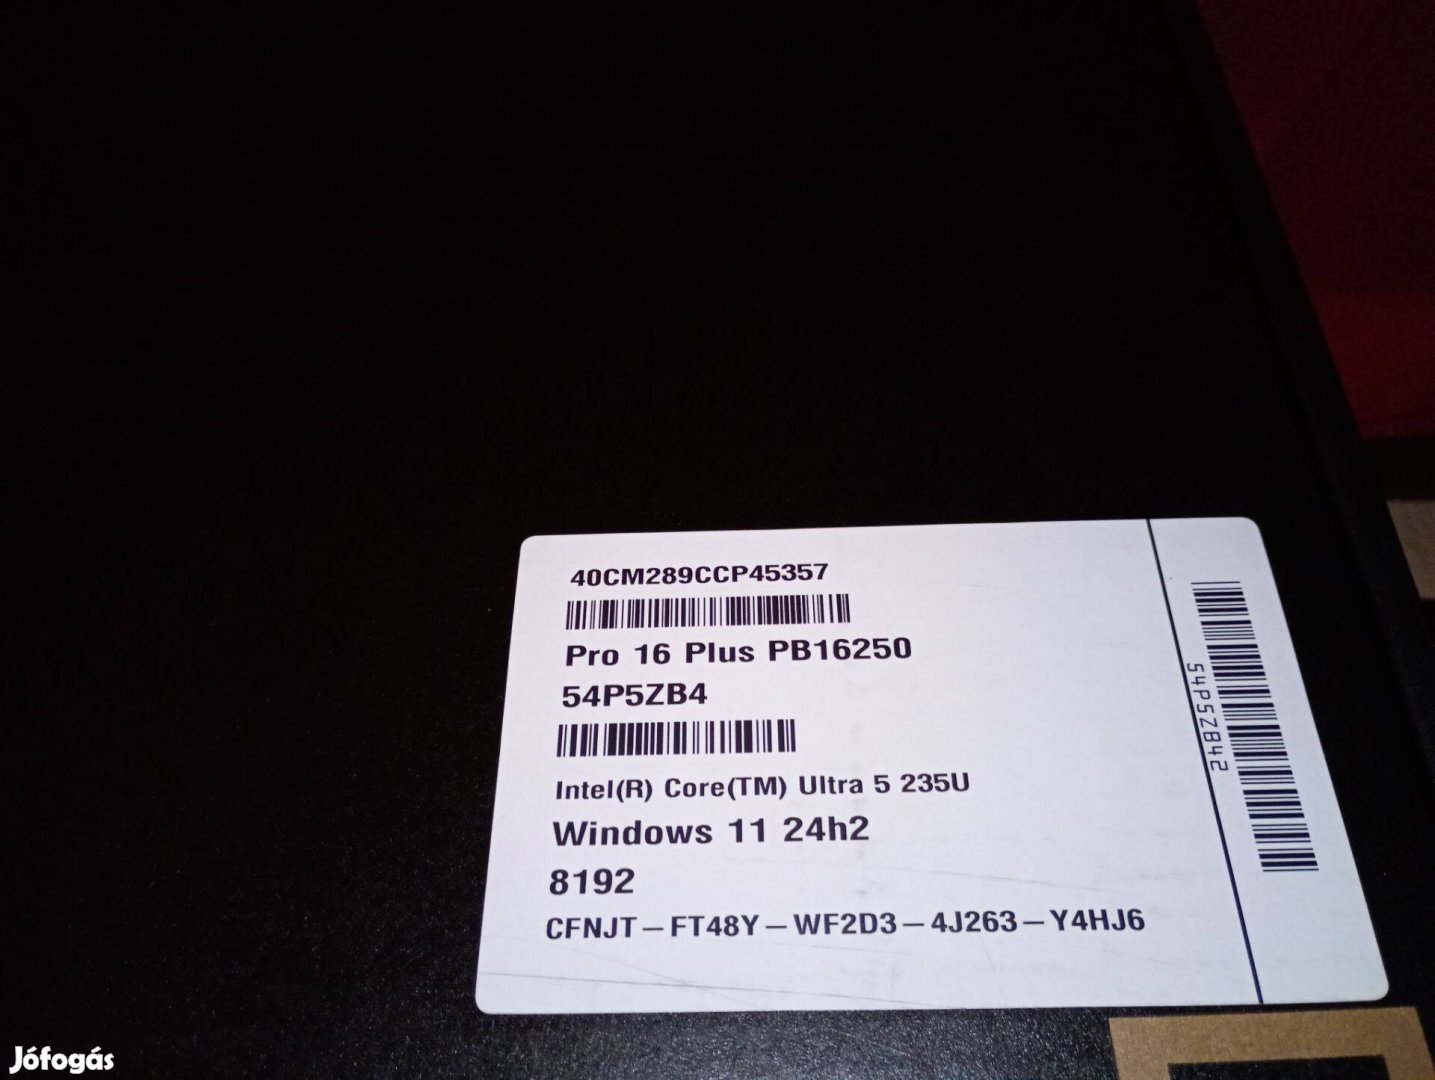 40CM289CCP45357
Pro 16 Plus PB16250
54P5ZB4
Intel(R) Core(TM) Ultra 5 235U
Windows 11 24h2
8192
CFNJT-FT48Y-WF2D3-4J263-Y4HJ6
54P5ZB42
Jófogás